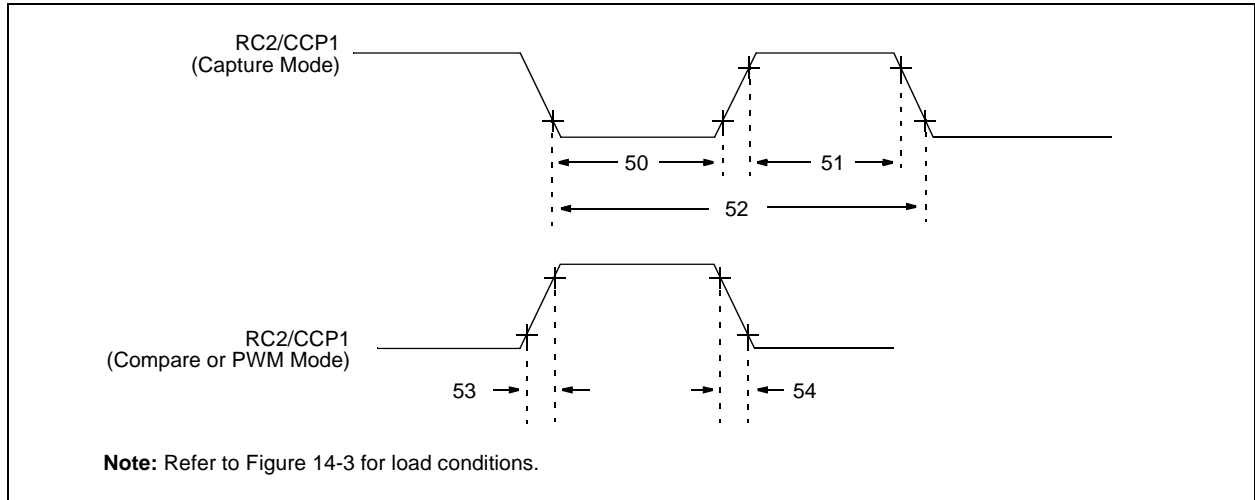 RC2/CCP1
(Capture Mode)
50
51
52
RC2/CCP1
(Compare or PWM Mode)
53
54
Note: Refer to Figure 14-3 for load conditions.